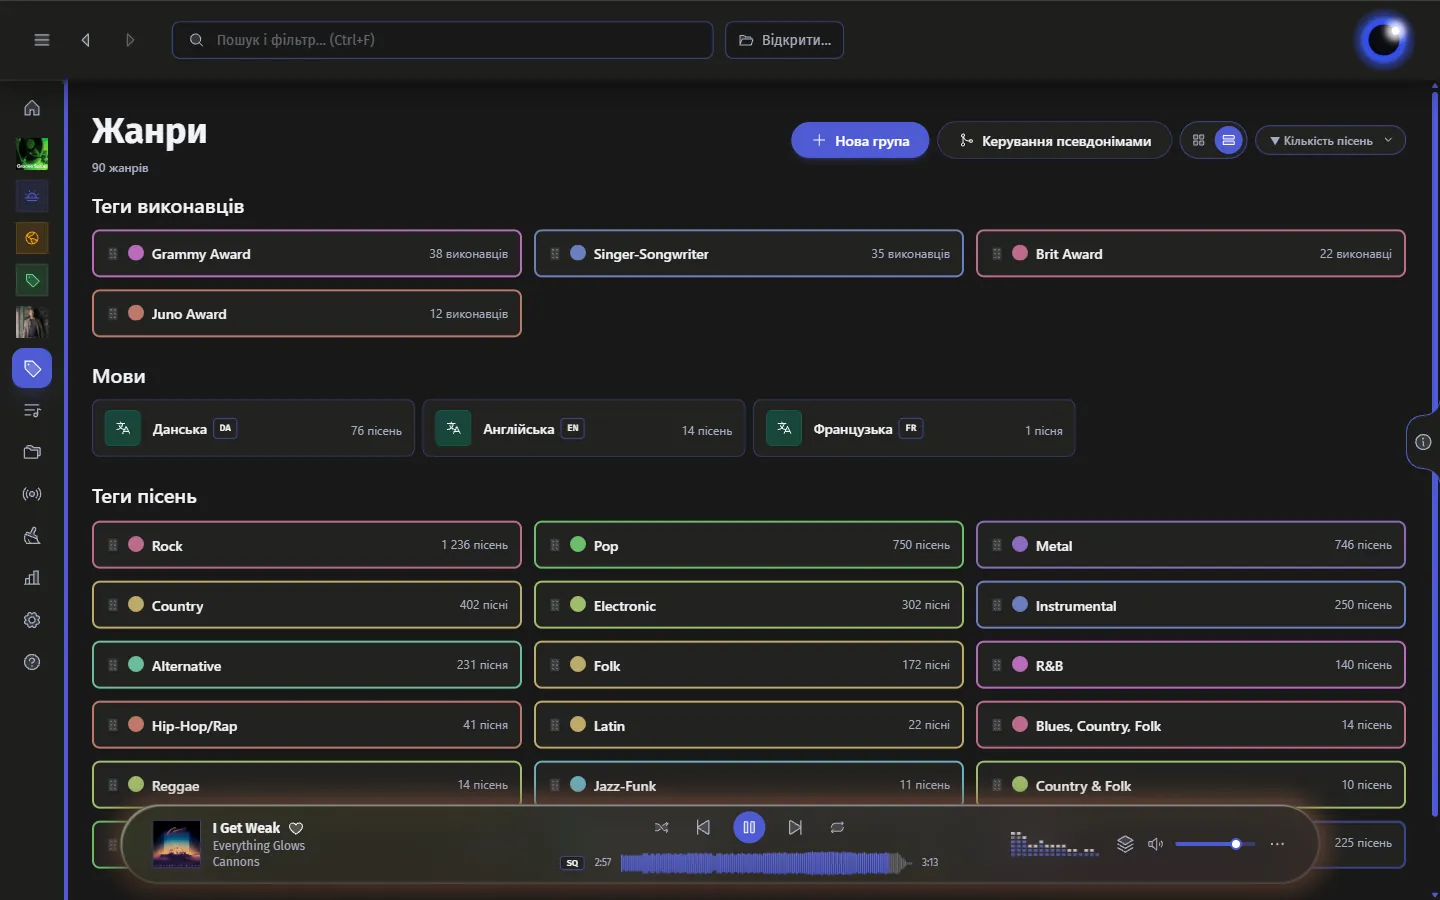 Пошук і фільтр... (Ctrl+F)
Відкрити...
Жанри
90 жанрів
Нова група
Керування псевдонімами
▼ Кількість пісень
Теги виконавців
Grammy Award
38 виконавців
Singer-Songwriter
35 виконавців
Brit Award
22 виконавці
Juno Award
12 виконавців
Мови
Данська DA
76 пісень
Англійська EN
14 пісень
Французька FR
1 пісня
Теги пісень
Rock
1 236 пісень
Pop
750 пісень
Metal
746 пісень
Country
402 пісні
Electronic
302 пісні
Instrumental
250 пісень
Alternative
231 пісня
Folk
172 пісні
R&B
140 пісень
Hip-Hop/Rap
41 пісня
Latin
22 пісні
Blues, Country, Folk
14 пісень
Reggae
14 пісень
Jazz-Funk
11 пісень
Country & Folk
10 пісень
225 пісень
I Get Weak
Everything Glows
Cannons
SQ 2:57
3:13